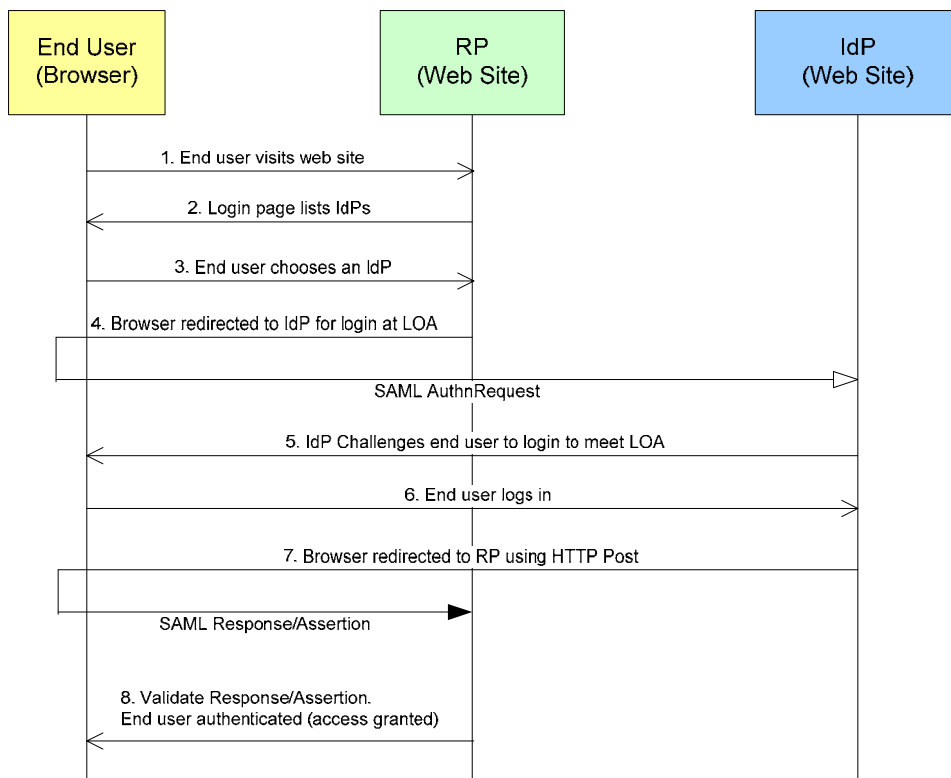 End User
(Browser)
RP
(Web Site)
IdP
(Web Site)
1. End user visits web site
2. Login page lists IdPs
3. End user chooses an IdP
4. Browser redirected to IdP for login at LOA
SAML AuthnRequest
5. IdP Challenges end user to login to meet LOA
6. End user logs in
7. Browser redirected to RP using HTTP Post
SAML Response/Assertion
8. Validate Response/Assertion.
End user authenticated (access granted)